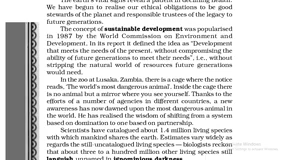 The earth's vital signs reveal a patient in declining health.
We have begun to realise our ethical obligations to be good
stewards of the planet and responsible trustees of the legacy to
future generations.
The concept of sustainable development was popularised
in 1987 by the World Commission on Environment and
Development. In its report it defined the idea as "Development
that meets the needs of the present, without compromising the
ability of future generations to meet their needs", i.e., without
stripping the natural world of resources future generations
would need.
In the zoo at Lusaka, Zambia, there is a cage where the notice
reads, 'The world's most dangerous animal'. Inside the cage there
is no animal but a mirror where you see yourself. Thanks to the
efforts of a number of agencies in different countries, a new
awareness has now dawned upon the most dangerous animal in
the world. He has realised the wisdom of shifting from a system
based on domination to one based on partnership.
Scientists have catalogued about 1.4 million living species
with which mankind shares the earth. Estimates vary widely as
regards the still uncatalogued living species — biologists reckon
that about three to a hundred million other living species still
languish unnamed in ignominious darkness.